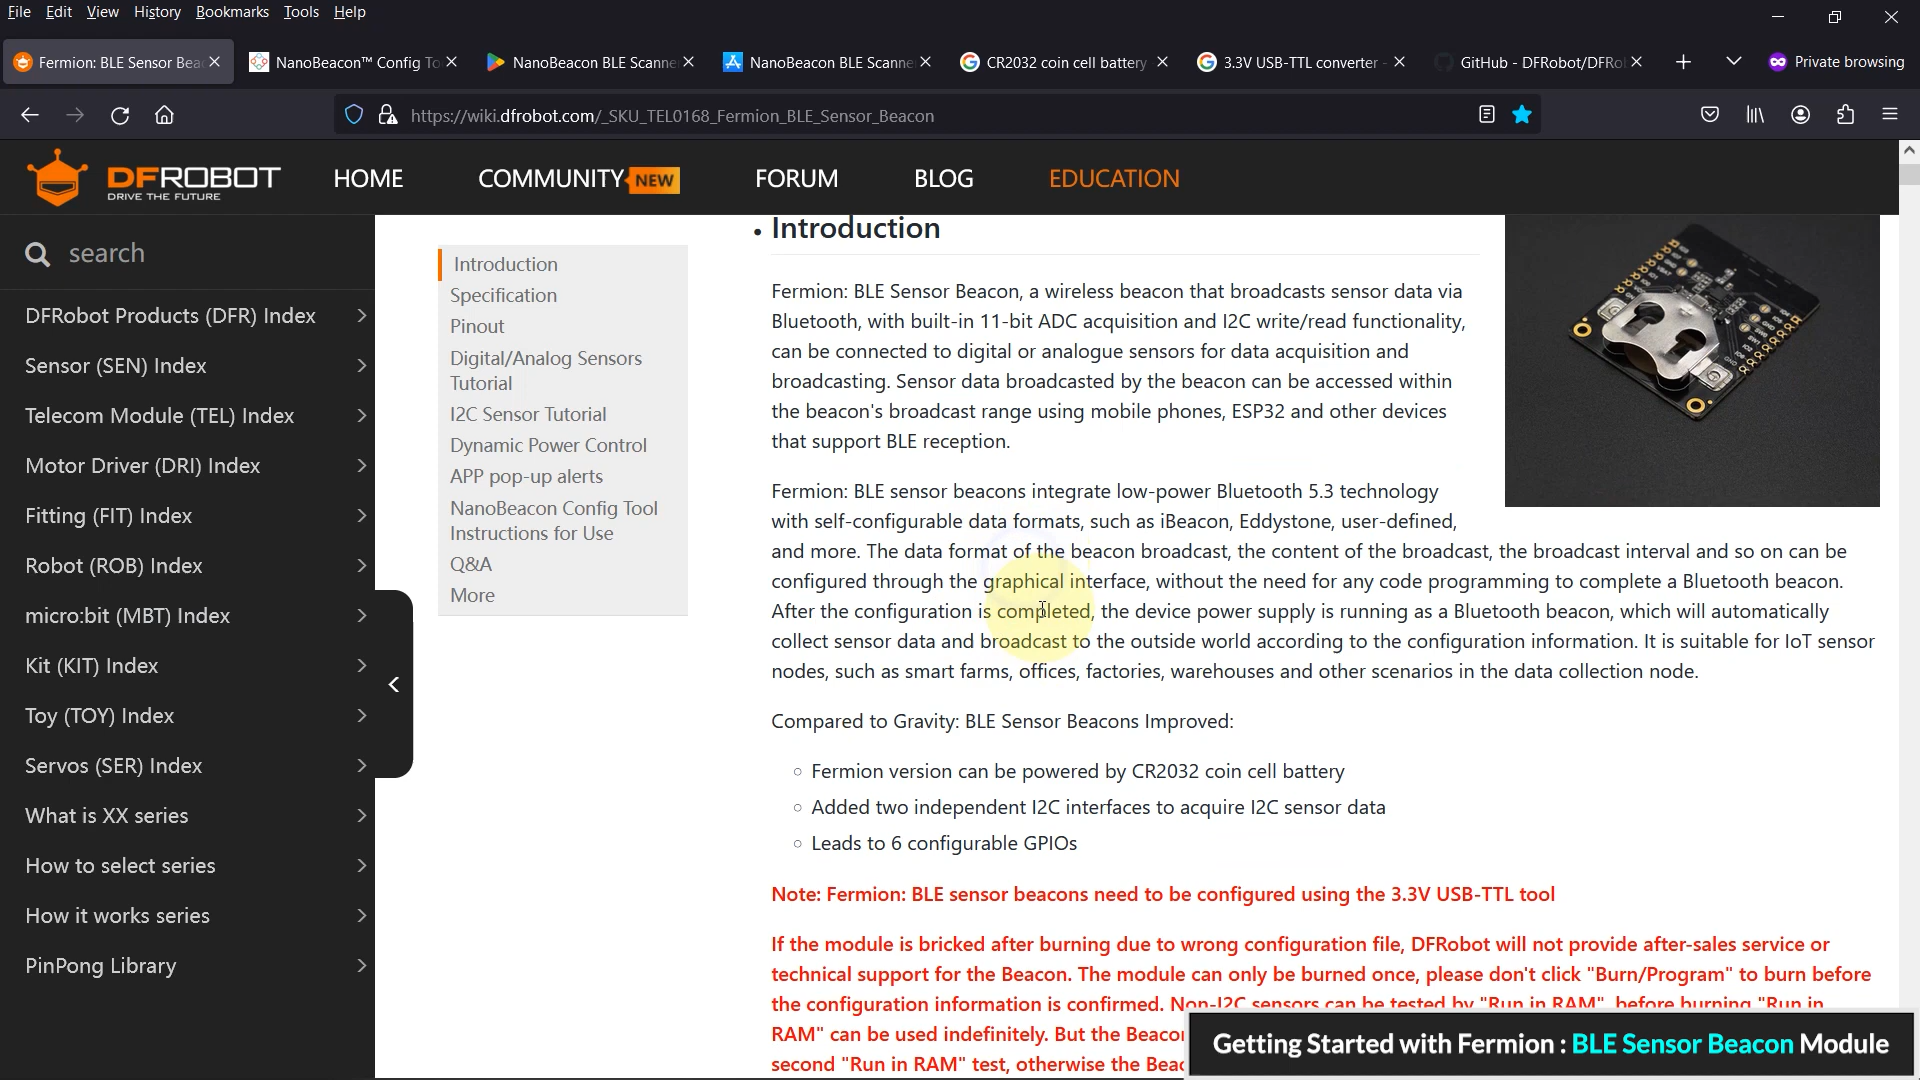 File Edit View History Bookmarks Tools Help
Fermion: BLE Sensor Bea
NanoBeacon™ Config To
NanoBeacon BLE Scanne
NanoBeacon BLE Scanne
CR2032 coin cell battery
3.3V USB-TTL converter -
GitHub - DFRobot/DFRo
Private browsing
https://wiki.dfrobot.com/_SKU_TEL0168_Fermion_BLE_Sensor_Beacon
DFROBOT
DRIVE THE FUTURE
HOME
COMMUNITY NEW
FORUM
BLOG
EDUCATION
search
DFRobot Products (DFR) Index
Sensor (SEN) Index
Telecom Module (TEL) Index
Motor Driver (DRI) Index
Fitting (FIT) Index
Robot (ROB) Index
micro:bit (MBT) Index
Kit (KIT) Index
Toy (TOY) Index
Servos (SER) Index
What is XX series
How to select series
How it works series
PinPong Library
Introduction
Specification
Pinout
Digital/Analog Sensors
Tutorial
I2C Sensor Tutorial
Dynamic Power Control
APP pop-up alerts
NanoBeacon Config Tool
Instructions for Use
Q&A
More
Introduction
Fermion: BLE Sensor Beacon, a wireless beacon that broadcasts sensor data via
Bluetooth, with built-in 11-bit ADC acquisition and I2C write/read functionality,
can be connected to digital or analogue sensors for data acquisition and
broadcasting. Sensor data broadcasted by the beacon can be accessed within
the beacon's broadcast range using mobile phones, ESP32 and other devices
that support BLE reception.
Fermion: BLE sensor beacons integrate low-power Bluetooth 5.3 technology
with self-configurable data formats, such as iBeacon, Eddystone, user-defined,
and more. The data format of the beacon broadcast, the content of the broadcast, the broadcast interval and so on can be
configured through the graphical interface, without the need for any code programming to complete a Bluetooth beacon.
After the configuration is completed, the device power supply is running as a Bluetooth beacon, which will automatically
collect sensor data and broadcast to the outside world according to the configuration information. It is suitable for IoT sensor
nodes, such as smart farms, offices, factories, warehouses and other scenarios in the data collection node.
Compared to Gravity: BLE Sensor Beacons Improved:
Fermion version can be powered by CR2032 coin cell battery
Added two independent I2C interfaces to acquire I2C sensor data
Leads to 6 configurable GPIOs
Note: Fermion: BLE sensor beacons need to be configured using the 3.3V USB-TTL tool
If the module is bricked after burning due to wrong configuration file, DFRobot will not provide after-sales service or
technical support for the Beacon. The module can only be burned once, please don't click "Burn/Program" to burn before
the configuration information is confirmed. Non-I2C sensors can be tested by "Run in RAM", before burning "Run in
RAM" can be used indefinitely. But the Beacon
second "Run in RAM" test, otherwise the Beac
Getting Started with Fermion : BLE Sensor Beacon Module